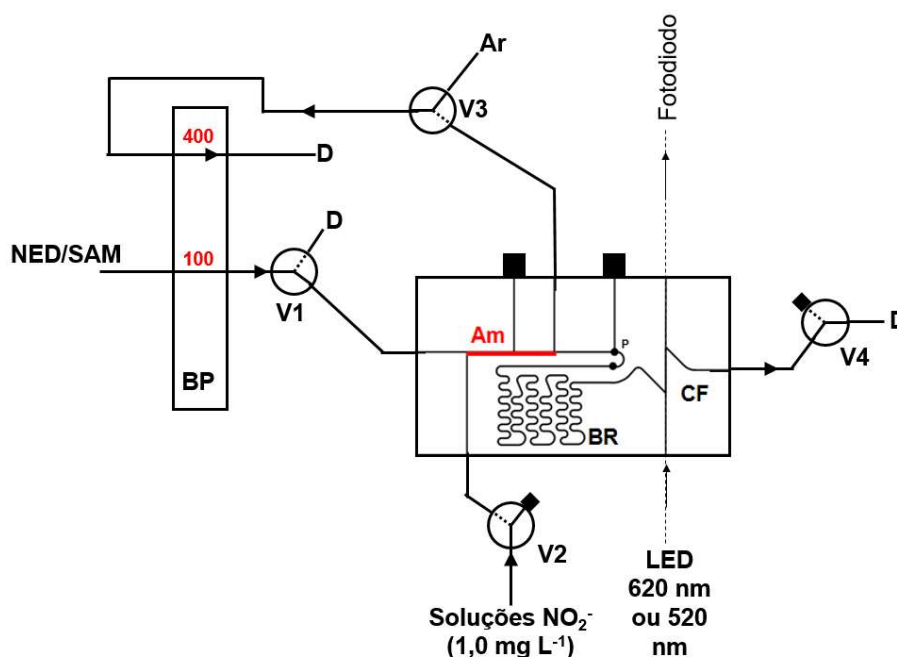 Ar
Fotodiodo
V3
400
D
D
NED/SAM
100
V1
BP
Am
P
BR
CF
V4
D
V2
LED
620 nm
ou 520
nm
Soluções NO₂⁻
(1,0 mg L⁻¹)